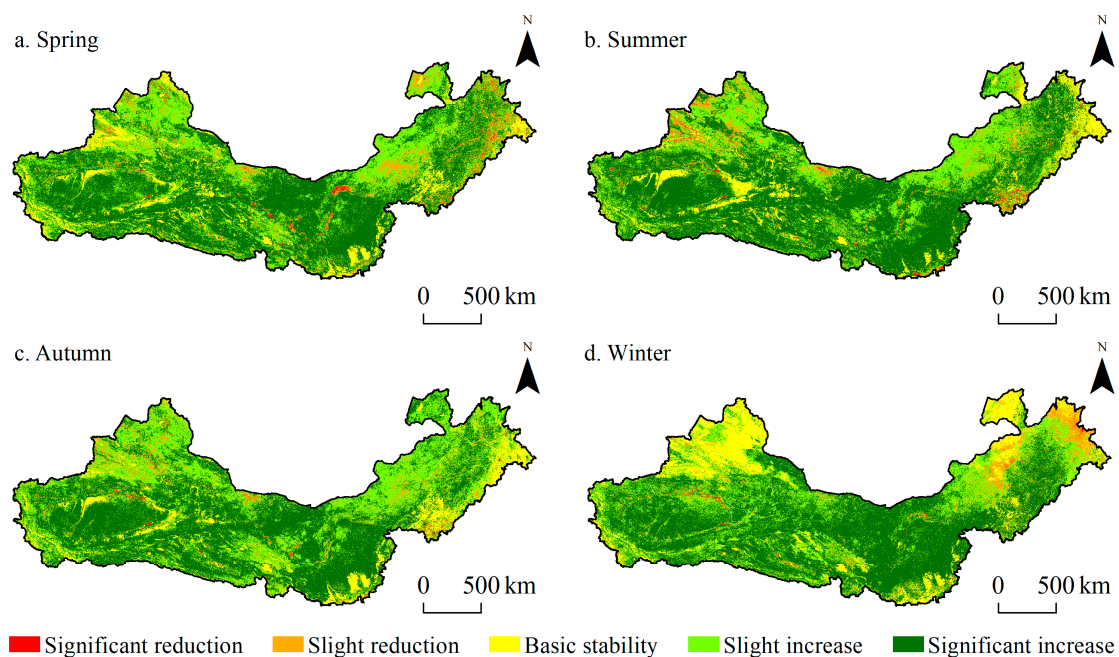 a. Spring
N
b. Summer
N
0 500 km
0 500 km
c. Autumn
N
d. Winter
N
0 500 km
0 500 km
Significant reduction Slight reduction Basic stability Slight increase Significant increase